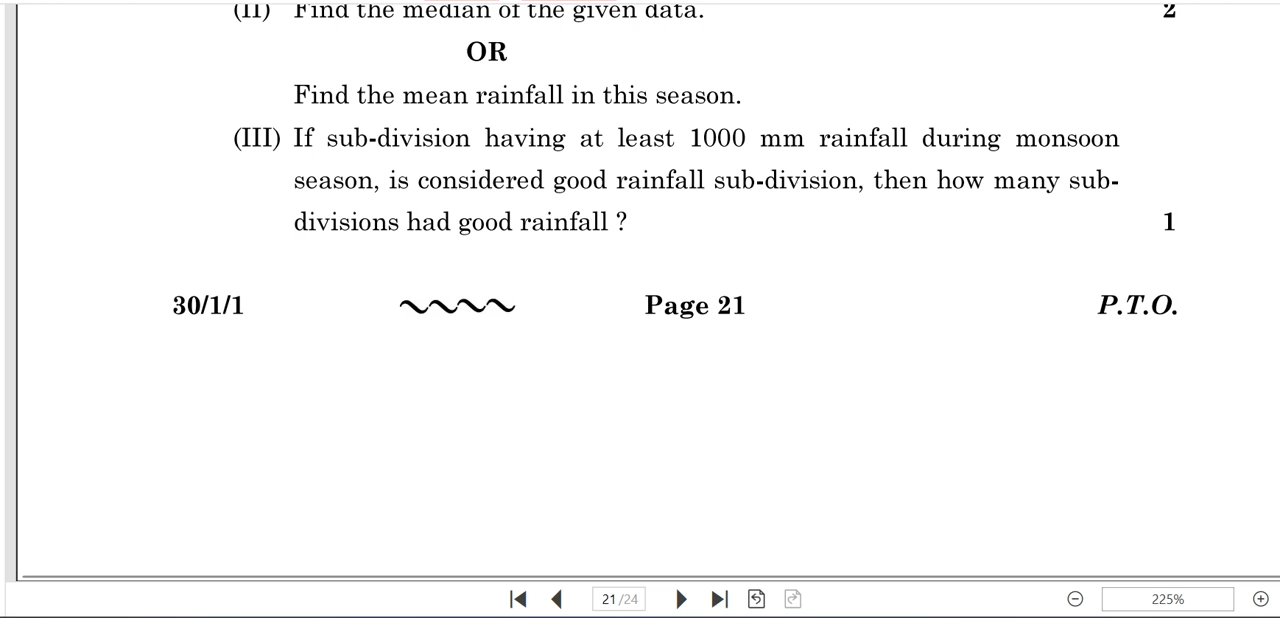 (II) Find the median of the given data. 2
OR
Find the mean rainfall in this season.
(III) If sub-division having at least 1000 mm rainfall during monsoon
season, is considered good rainfall sub-division, then how many sub-
divisions had good rainfall ? 1
30/1/1 Page 21 P.T.O.
21 /24 225%